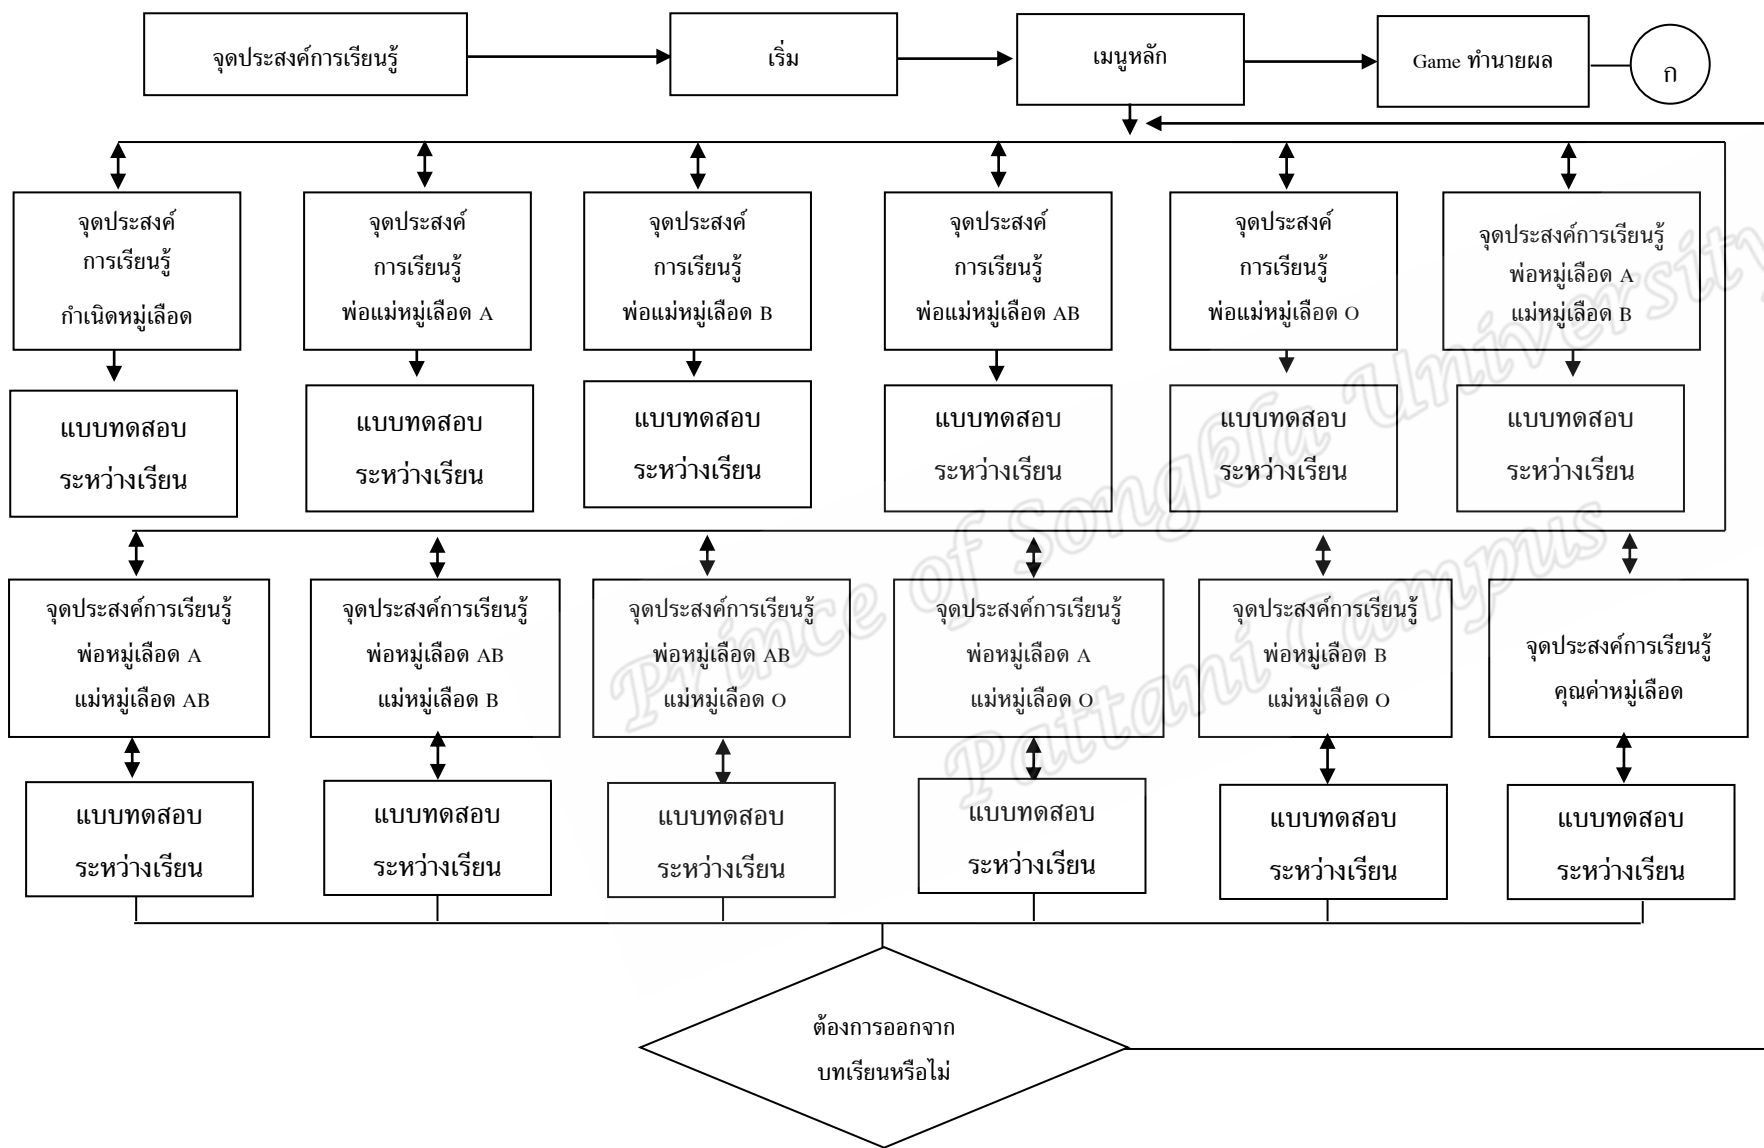 จุดประสงค์การเรียนรู้
เริ่ม
เมนูหลัก
Game ทำนายผล
ก
จุดประสงค์
การเรียนรู้
กำเนิดหมู่เลือด
จุดประสงค์
การเรียนรู้
พ่อแม่หมู่เลือด A
จุดประสงค์
การเรียนรู้
พ่อแม่หมู่เลือด B
จุดประสงค์
การเรียนรู้
พ่อแม่หมู่เลือด AB
จุดประสงค์
การเรียนรู้
พ่อแม่หมู่เลือด O
จุดประสงค์การเรียนรู้
พ่อหมู่เลือด A
แม่หมู่เลือด B
แบบทดสอบ
ระหว่างเรียน
แบบทดสอบ
ระหว่างเรียน
แบบทดสอบ
ระหว่างเรียน
แบบทดสอบ
ระหว่างเรียน
แบบทดสอบ
ระหว่างเรียน
แบบทดสอบ
ระหว่างเรียน
จุดประสงค์การเรียนรู้
พ่อหมู่เลือด A
แม่หมู่เลือด AB
จุดประสงค์การเรียนรู้
พ่อหมู่เลือด AB
แม่หมู่เลือด B
จุดประสงค์การเรียนรู้
พ่อหมู่เลือด AB
แม่หมู่เลือด O
จุดประสงค์การเรียนรู้
พ่อหมู่เลือด A
แม่หมู่เลือด O
จุดประสงค์การเรียนรู้
พ่อหมู่เลือด B
แม่หมู่เลือด O
จุดประสงค์การเรียนรู้
คุณค่าหมู่เลือด
แบบทดสอบ
ระหว่างเรียน
แบบทดสอบ
ระหว่างเรียน
แบบทดสอบ
ระหว่างเรียน
แบบทดสอบ
ระหว่างเรียน
แบบทดสอบ
ระหว่างเรียน
แบบทดสอบ
ระหว่างเรียน
ต้องการออกจาก
บทเรียนหรือไม่
Prince of Songkla University
Pattani Campus